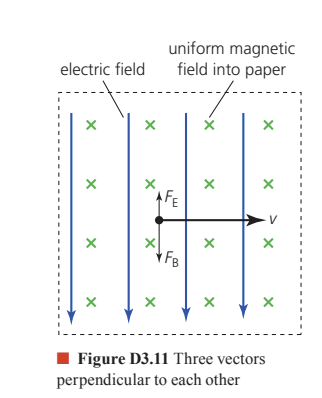 uniform magnetic
electric field field into paper
F_E
v
F_B
■ Figure D3.11 Three vectors
perpendicular to each other